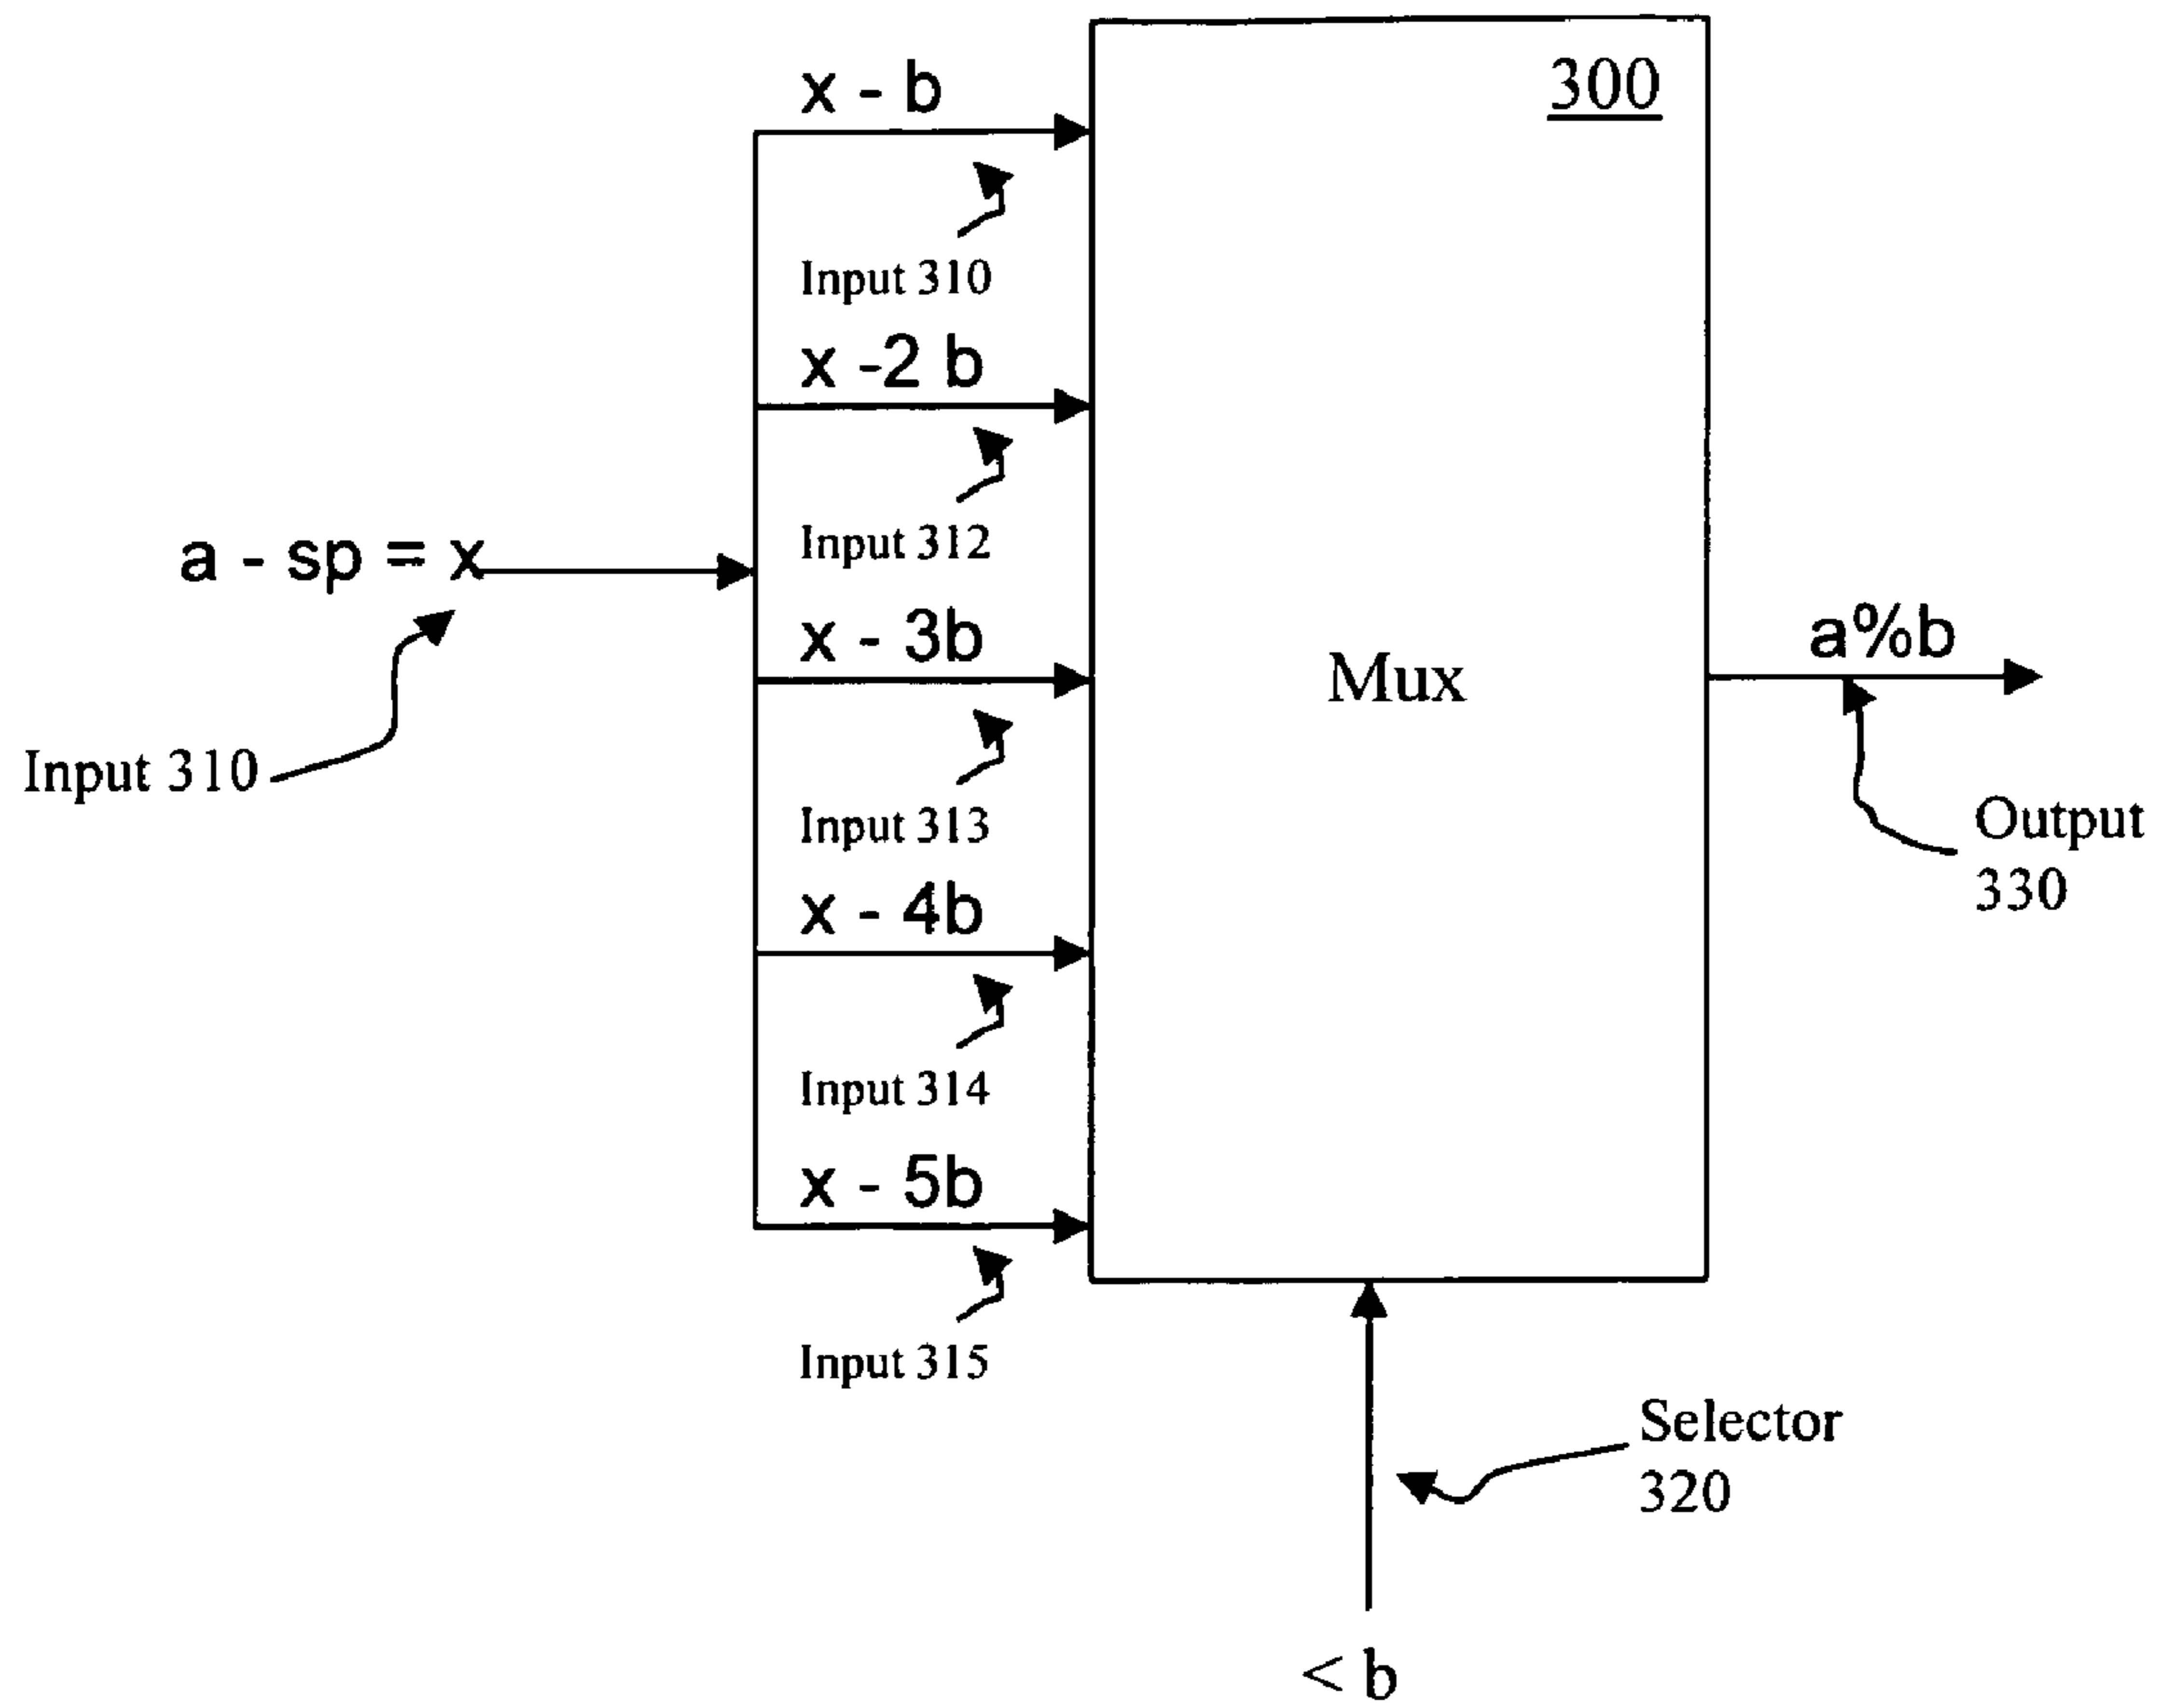 300
x - b
Input 310
x -2 b
Input 312
a - sp = x
x - 3b
a%b
Mux
Input 310
Input 313
Output
330
x - 4b
Input 314
x - 5b
Input 315
Selector
320
< b